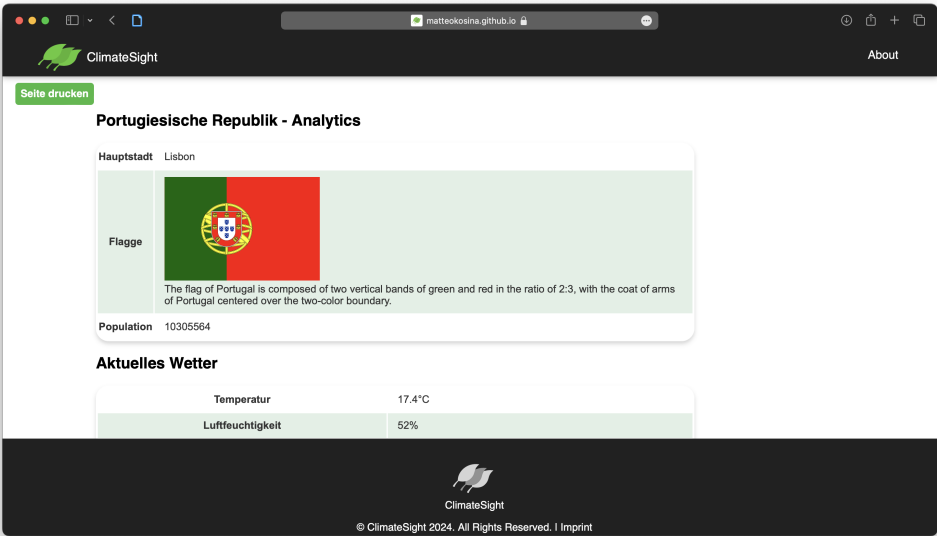 matteokosina.github.io
ClimateSight
About
Seite drucken
Portugiesische Republik - Analytics
Hauptstadt Lisbon
Flagge
The flag of Portugal is composed of two vertical bands of green and red in the ratio of 2:3, with the coat of arms
of Portugal centered over the two-color boundary.
Population 10305564
Aktuelles Wetter
Temperatur 17.4°C
Luftfeuchtigkeit 52%
ClimateSight
© ClimateSight 2024. All Rights Reserved. | Imprint